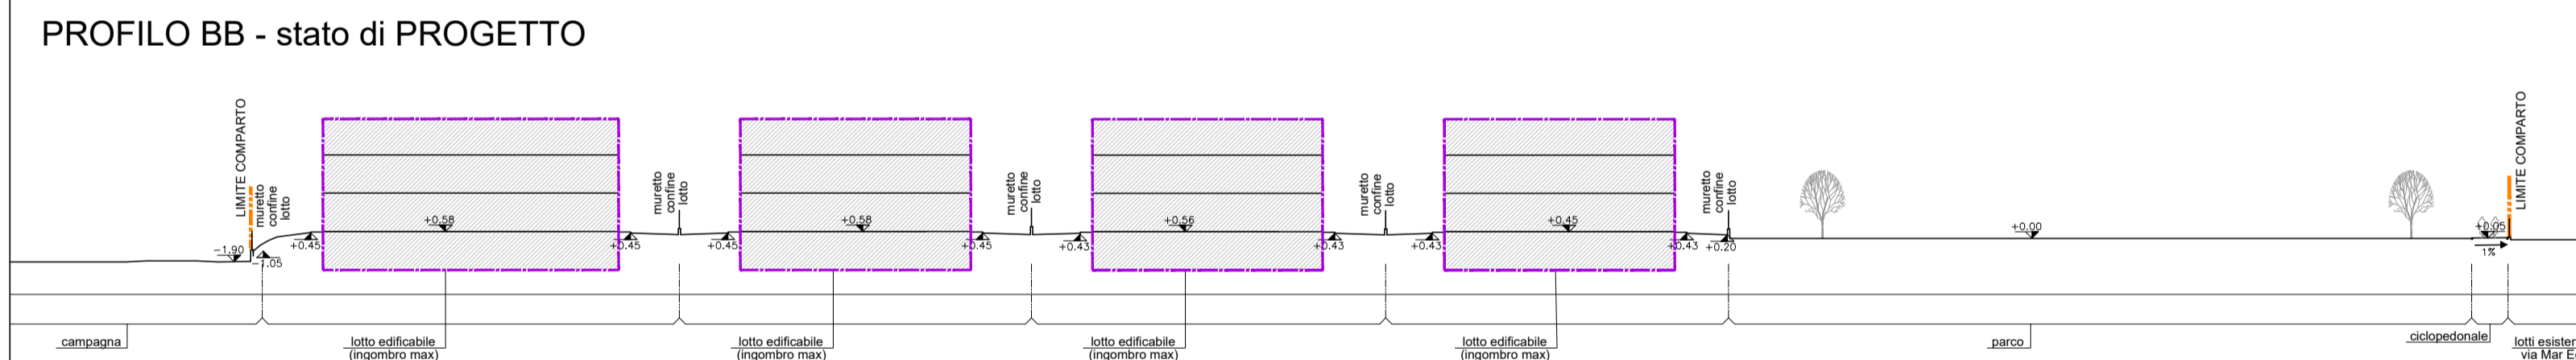 PROFILO BB - stato di PROGETTO
LIMITE COMPARTO
muretto
confine
lotto
muretto
confine
lotto
muretto
confine
lotto
muretto
confine
lotto
muretto
confine
lotto
LIMITE COMPARTO
-1.90
-1.05
+0.45
+0.58
+0.45
+0.45
+0.58
+0.45
+0.43
+0.56
+0.43
+0.43
+0.45
+0.43
+0.20
+0.00
+0.05
1%
campagna
lotto edificabile
(ingombro max)
lotto edificabile
(ingombro max)
lotto edificabile
(ingombro max)
lotto edificabile
(ingombro max)
parco
ciclopedonale
via Mar